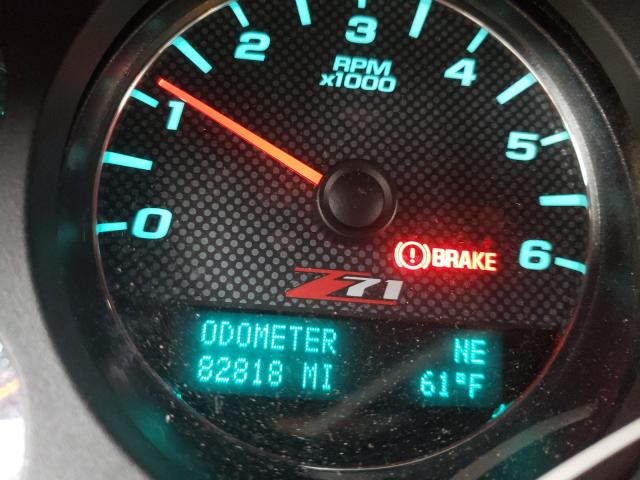 0
1
2
3
4
5
6
RPM
x1000
BRAKE
Z71
ODOMETER
82818 MI
NE
61°F